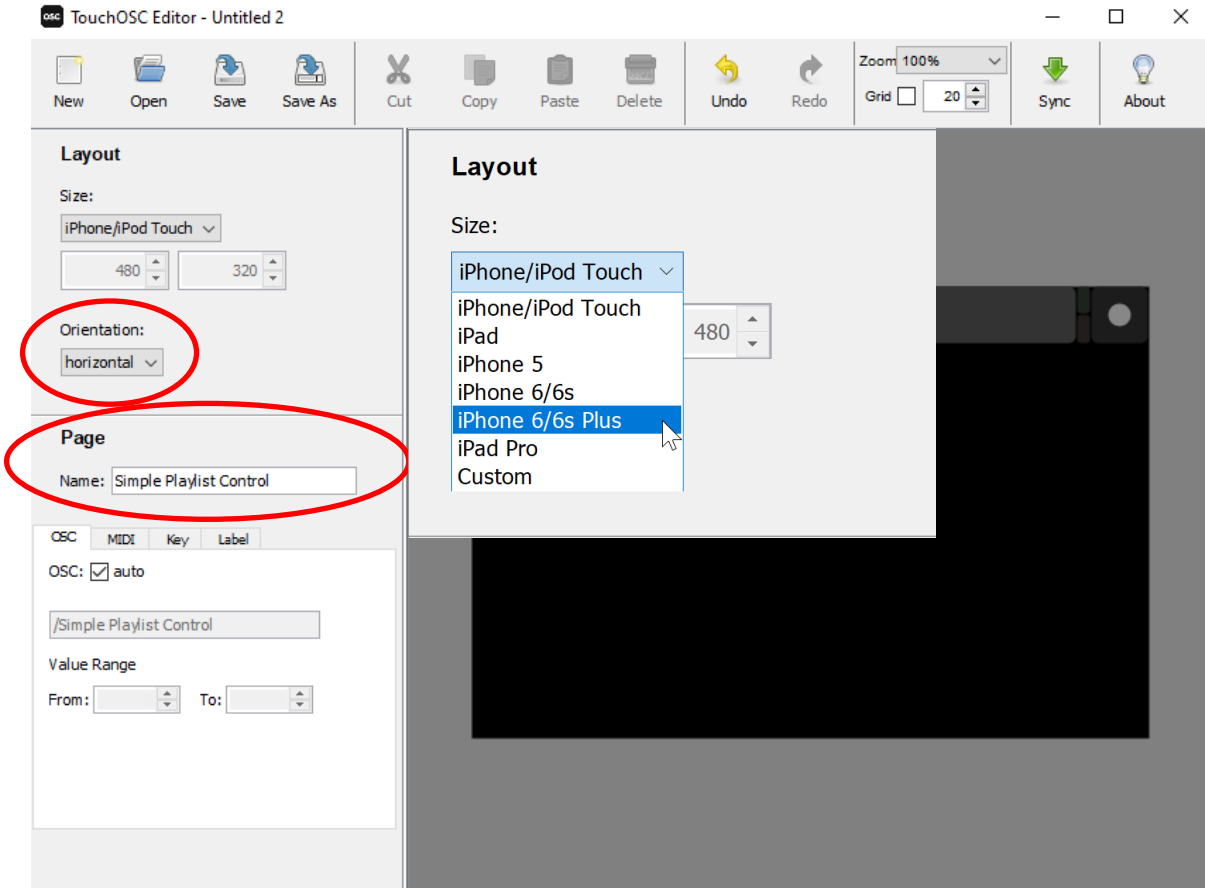 OSC TouchOSC Editor - Untitled 2
New Open Save Save As Cut Copy Paste Delete Undo Redo Zoom 100% Grid 20 Sync About
Layout
Size:
iPhone/iPod Touch
480 320
Orientation:
horizontal
Page
Name: Simple Playlist Control
OSC MIDI Key Label
OSC: auto
/Simple Playlist Control
Value Range
From: To:
Layout
Size:
iPhone/iPod Touch
iPhone/iPod Touch
iPad
480
iPhone 5
iPhone 6/6s
iPhone 6/6s Plus
iPad Pro
Custom